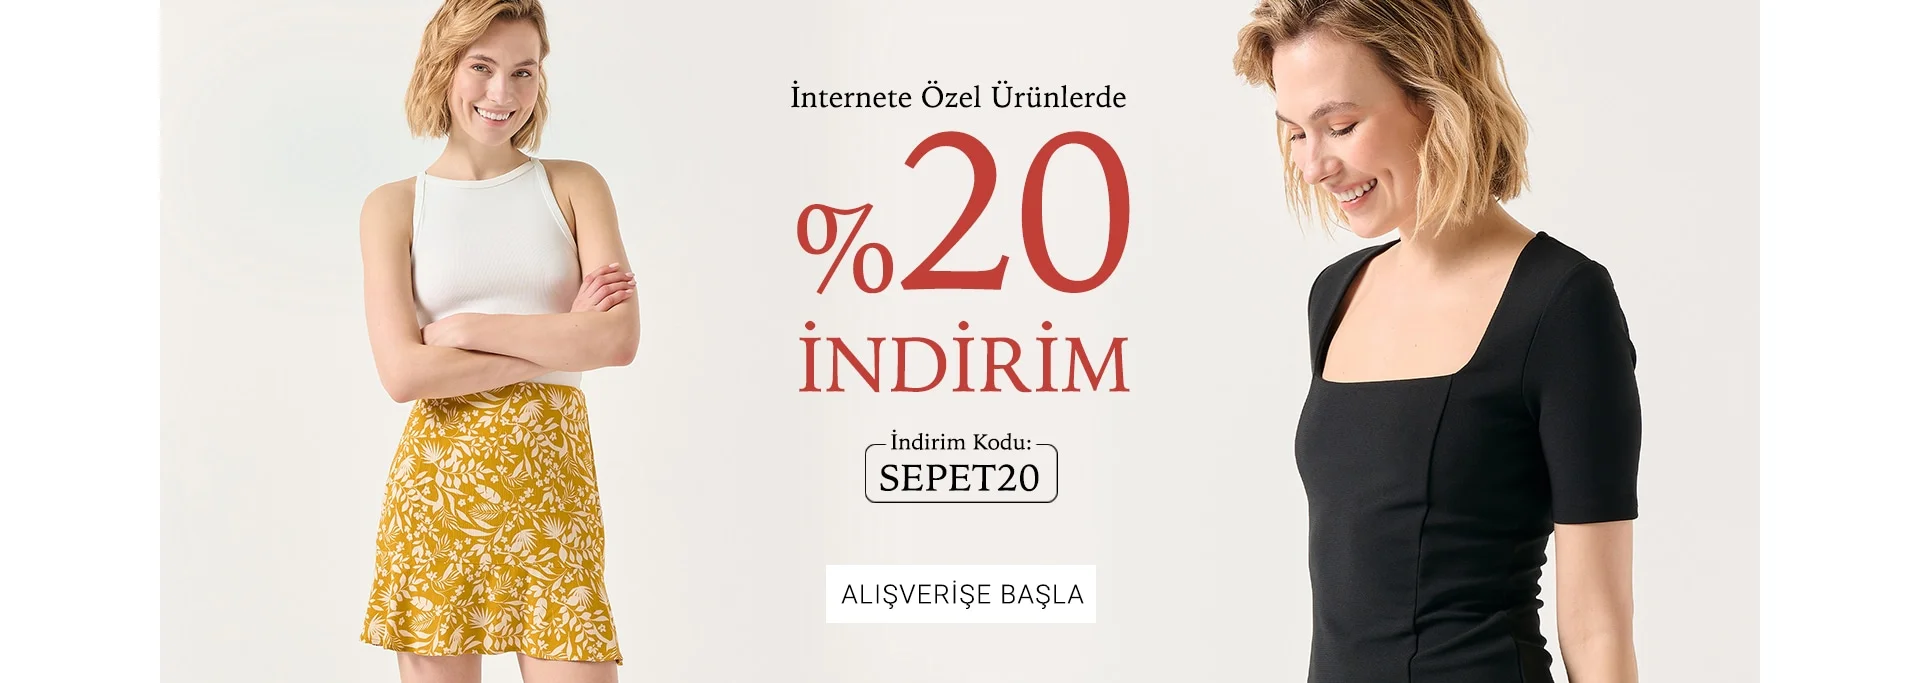 İnternete Özel Ürünlerde
%20
İNDİRİM
İndirim Kodu:
SEPET20
ALIŞVERİŞE BAŞLA